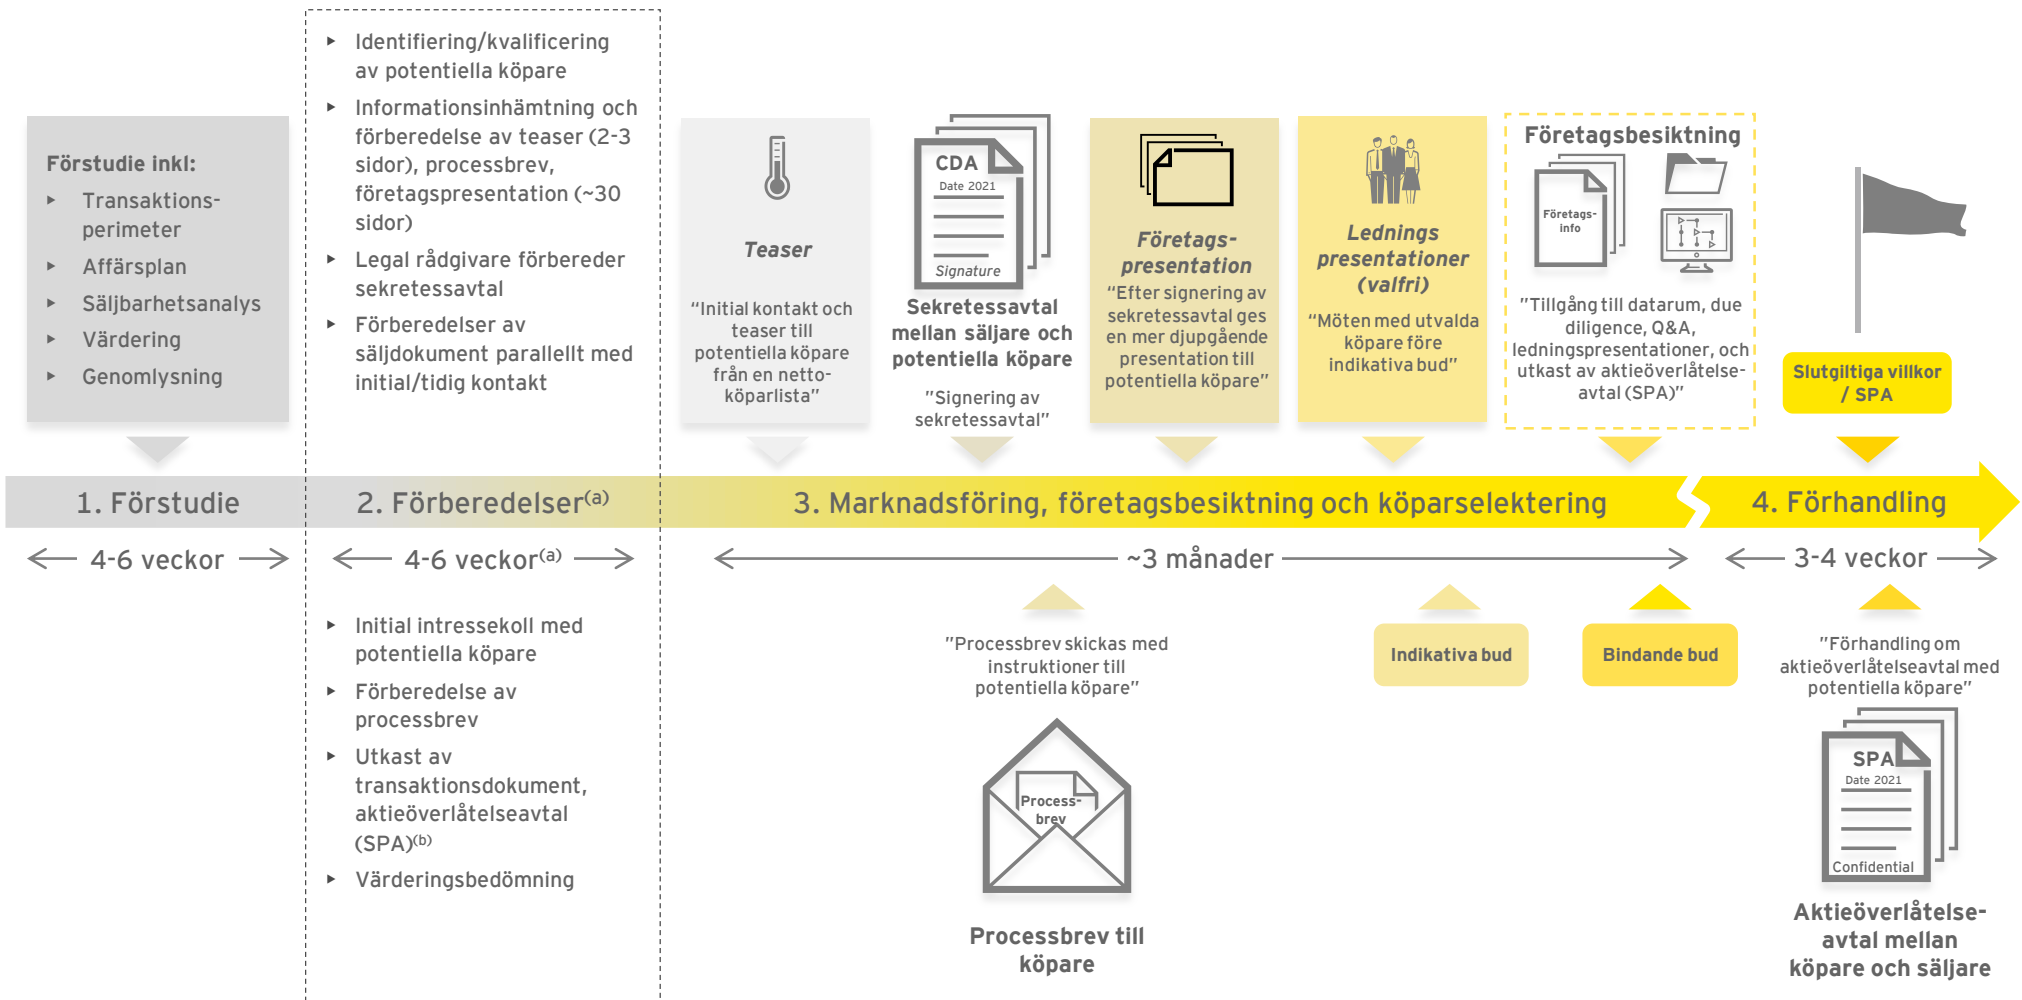 Förstudie inkl:
▸ Transaktions-
perimeter
▸ Affärsplan
▸ Säljbarhetsanalys
▸ Värdering
▸ Genomlysning
▸ Identifiering/kvalificering
av potentiella köpare
▸ Informationsinhämtning och
förberedelse av teaser (2-3
sidor), processbrev,
företagspresentation (~30
sidor)
▸ Legal rådgivare förbereder
sekretessavtal
▸ Förberedelser av
säljdokument parallellt med
initial/tidig kontakt
Teaser
“Initial kontakt och
teaser till
potentiella köpare
från en netto-
köparlista”
CDA
Date 2021
Signature
Sekretessavtal
mellan säljare och
potentiella köpare
”Signering av
sekretessavtal”
Företags-
presentation
“Efter signering av
sekretessavtal ges
en mer djupgående
presentation till
potentiella köpare”
Lednings
presentationer
(valfri)
“Möten med utvalda
köpare före
indikativa bud”
Företagsbesiktning
Företags-
info
”Tillgång till datarum, due
diligence, Q&A,
ledningspresentationer, och
utkast av aktieöverlåtelse-
avtal (SPA)”
Slutgiltiga villkor
/ SPA
1. Förstudie
2. Förberedelser(a)
3. Marknadsföring, företagsbesiktning och köparselektering
4. Förhandling
4-6 veckor
4-6 veckor(a)
~3 månader
3-4 veckor
▸ Initial intressekoll med
potentiella köpare
▸ Förberedelse av
processbrev
▸ Utkast av
transaktionsdokument,
aktieöverlåtelseavtal
(SPA)(b)
▸ Värderingsbedömning
”Processbrev skickas med
instruktioner till
potentiella köpare”
Process-
brev
Processbrev till
köpare
Indikativa bud
Bindande bud
”Förhandling om
aktieöverlåtelseavtal med
potentiella köpare”
SPA
Date 2021
Confidential
Aktieöverlåtelse-
avtal mellan
köpare och säljare